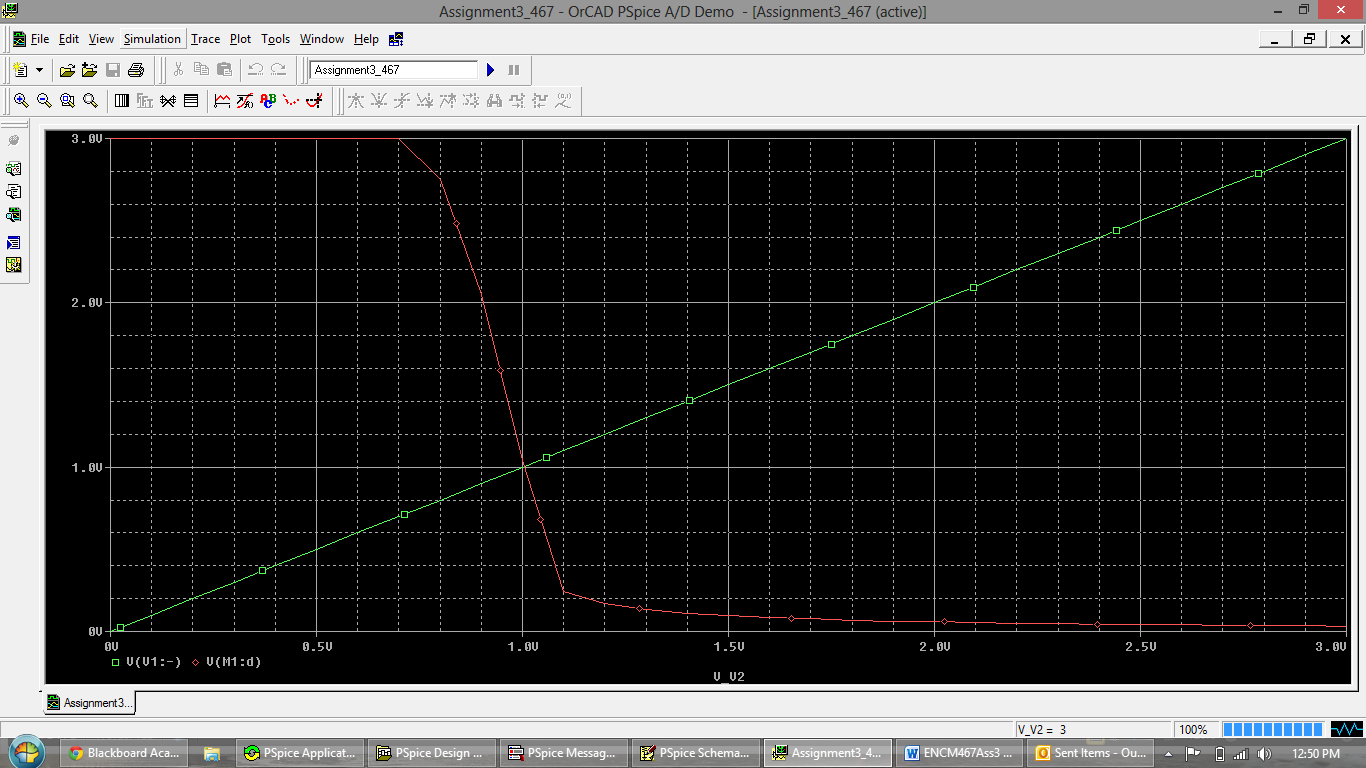 Assignment3_467 - OrCAD PSpice A/D Demo - [Assignment3_467 (active)]
File Edit View Simulation Trace Plot Tools Window Help
Assignment3_467
3.0V
2.0V
1.0V
0V
0V 0.5V 1.0V 1.5V 2.0V 2.5V 3.0V
V(V1:-) V(M1:d)
V_V2
Assignment3...
V_V2 = 3 100%
Blackboard Aca... PSpice Applicat... PSpice Design ... PSpice Messag... PSpice Schema... Assignment3_4... ENCM467Ass3 ... Sent Items - Ou... 12:50 PM